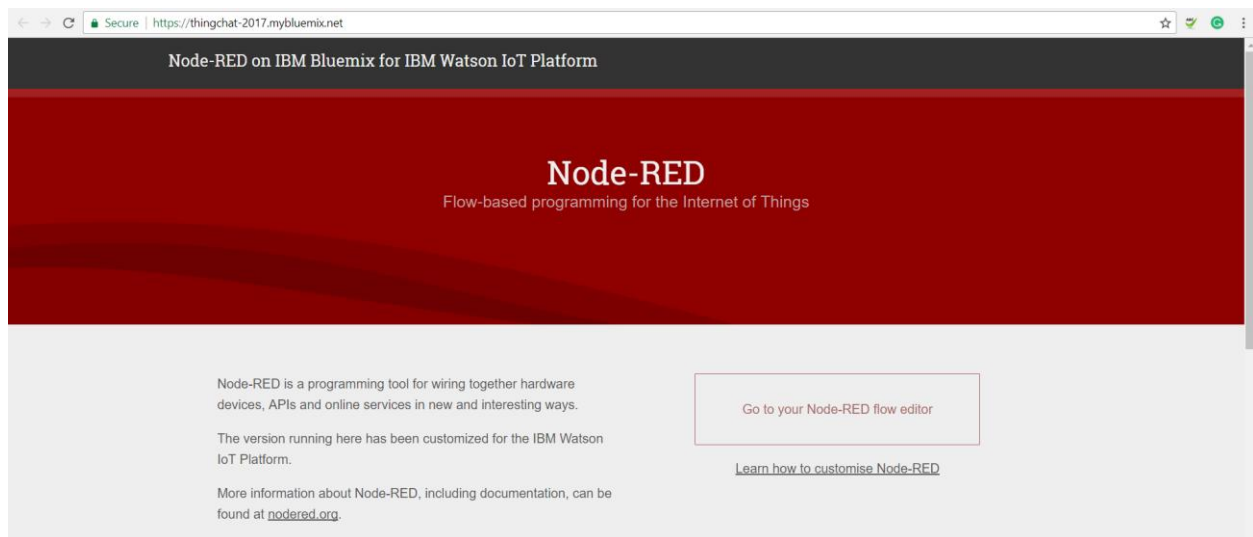 Secure | https://thingchat-2017.mybluemix.net
Node-RED on IBM Bluemix for IBM Watson IoT Platform
Node-RED
Flow-based programming for the Internet of Things
Node-RED is a programming tool for wiring together hardware
devices, APIs and online services in new and interesting ways.
The version running here has been customized for the IBM Watson
IoT Platform.
More information about Node-RED, including documentation, can be
found at nodered.org.
Go to your Node-RED flow editor
Learn how to customise Node-RED